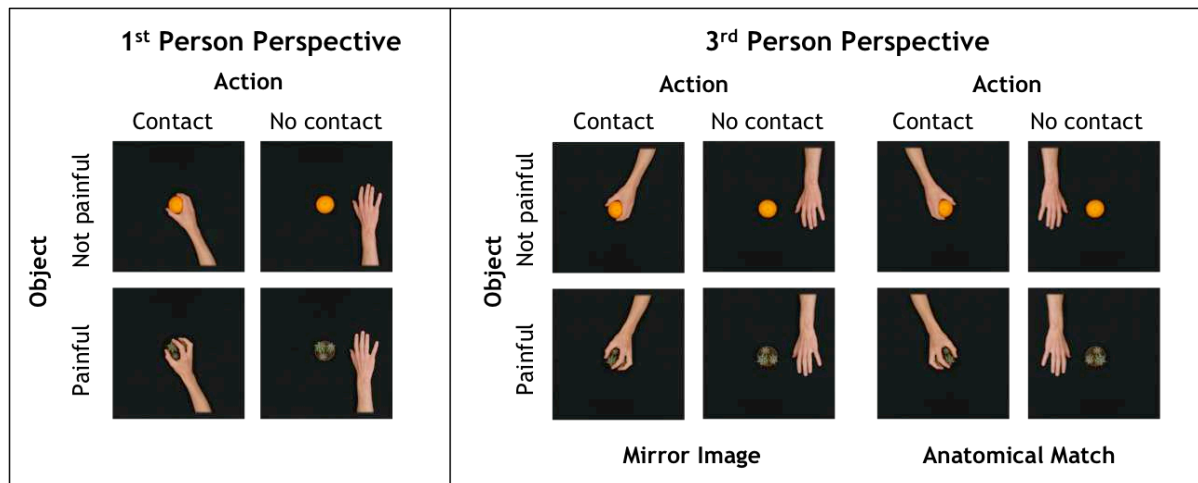 1st Person Perspective
Action
Contact No contact
Object
Not painful
Painful
3rd Person Perspective
Action Action
Contact No contact Contact No contact
Object
Not painful
Painful
Mirror Image Anatomical Match